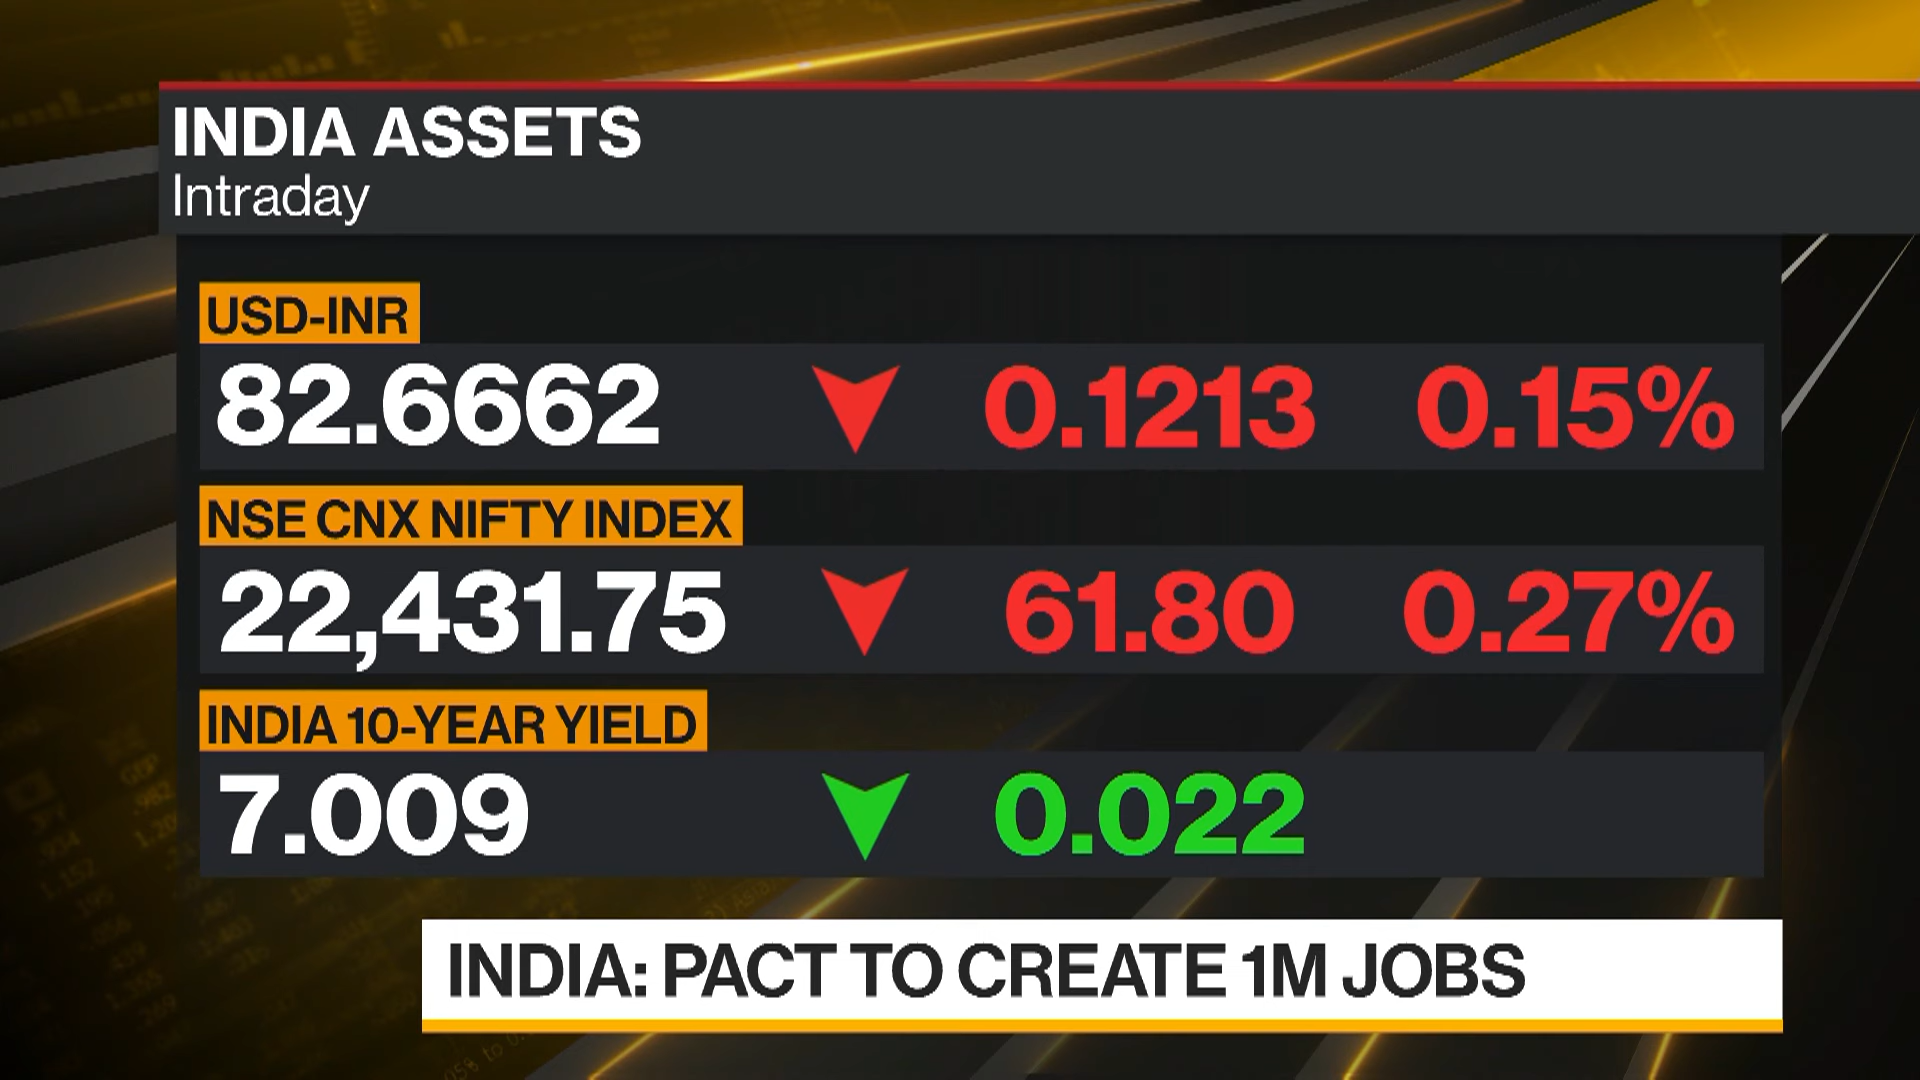 INDIA ASSETS
Intraday
USD-INR
82.6662 0.1213 0.15%
NSE CNX NIFTY INDEX
22,431.75 61.80 0.27%
INDIA 10-YEAR YIELD
7.009 0.022
INDIA: PACT TO CREATE 1M JOBS